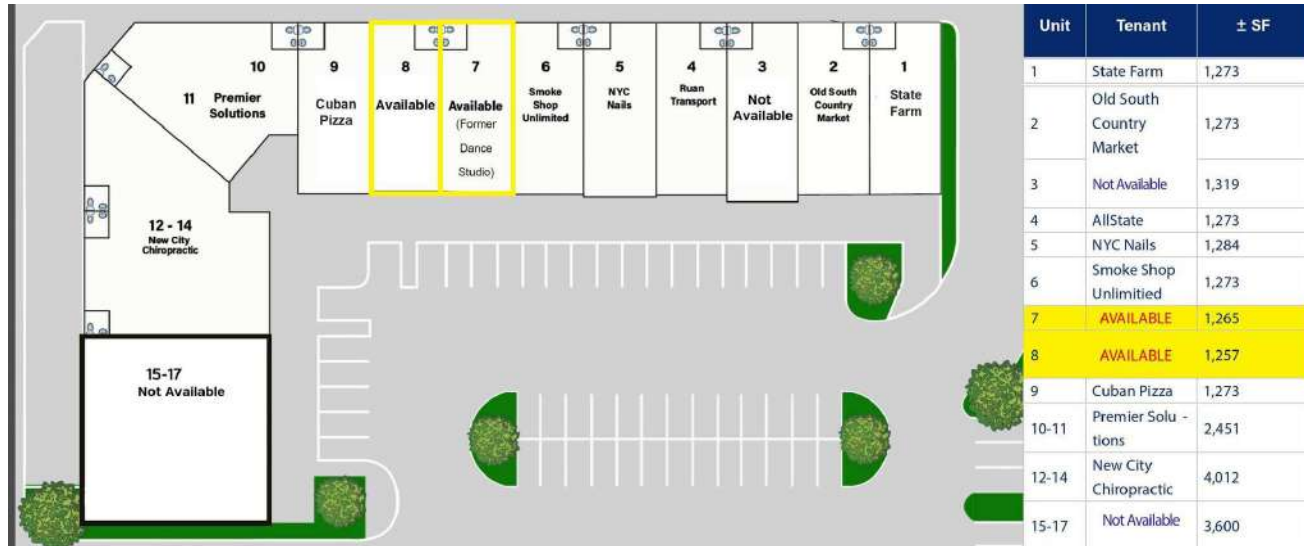 10
9
8
7
6
5
4
3
2
1
11 Premier
Solutions
Cuban
Pizza
Available
Available
(Former
Dance
Studio)
Smoke
Shop
Unlimited
NYC
Nails
Ruan
Transport
Not
Available
Old South
Country
Market
State
Farm
12 - 14
New City
Chiropractic
15-17
Not Available
Unit Tenant ± SF
1 State Farm 1,273
Old South
2 Country 1,273
Market
3 Not Available 1,319
4 AllState 1,273
5 NYC Nails 1,284
Smoke Shop
6 1,273
Unlimitied
7 AVAILABLE 1,265
8 AVAILABLE 1,257
9 Cuban Pizza 1,273
Premier Solu -
10-11 2,451
tions
New City
12-14 4,012
Chiropractic
15-17 Not Available 3,600